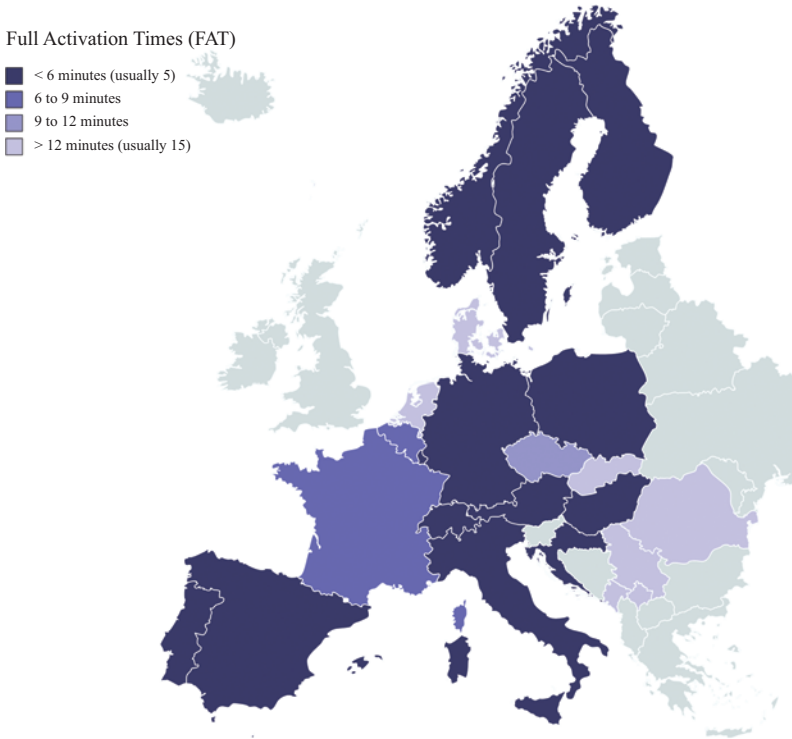 Full Activation Times (FAT)
< 6 minutes (usually 5)
6 to 9 minutes
9 to 12 minutes
> 12 minutes (usually 15)